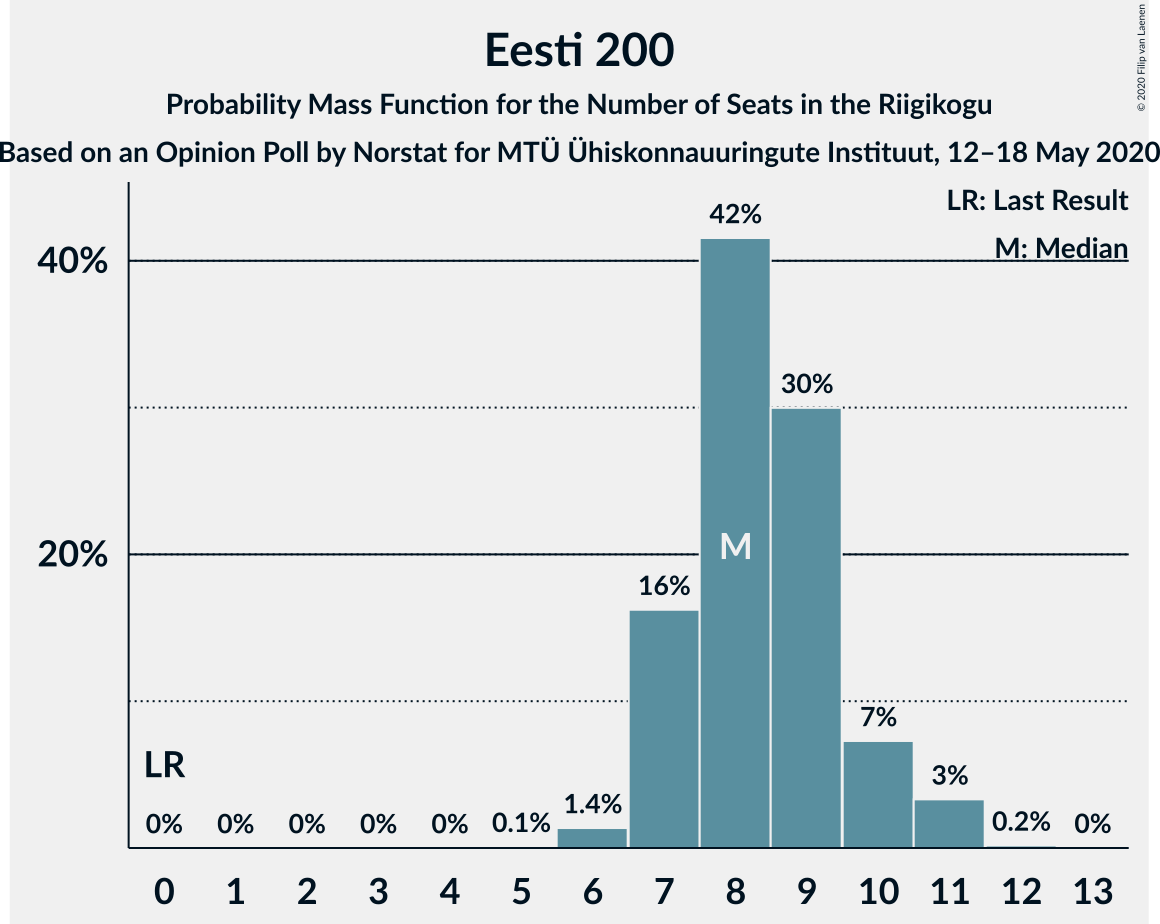 Eesti 200
Probability Mass Function for the Number of Seats in the Riigikogu
Based on an Opinion Poll by Norstat for MTÜ Ühiskonnauuringute Instituut, 12–18 May 2020
© 2020 Filip van Laenen
LR: Last Result
M: Median
42%
40%
30%
M
20%
16%
7%
LR
3%
1.4%
0% 0% 0% 0% 0% 0.1% 0.2% 0%
0 1 2 3 4 5 6 7 8 9 10 11 12 13